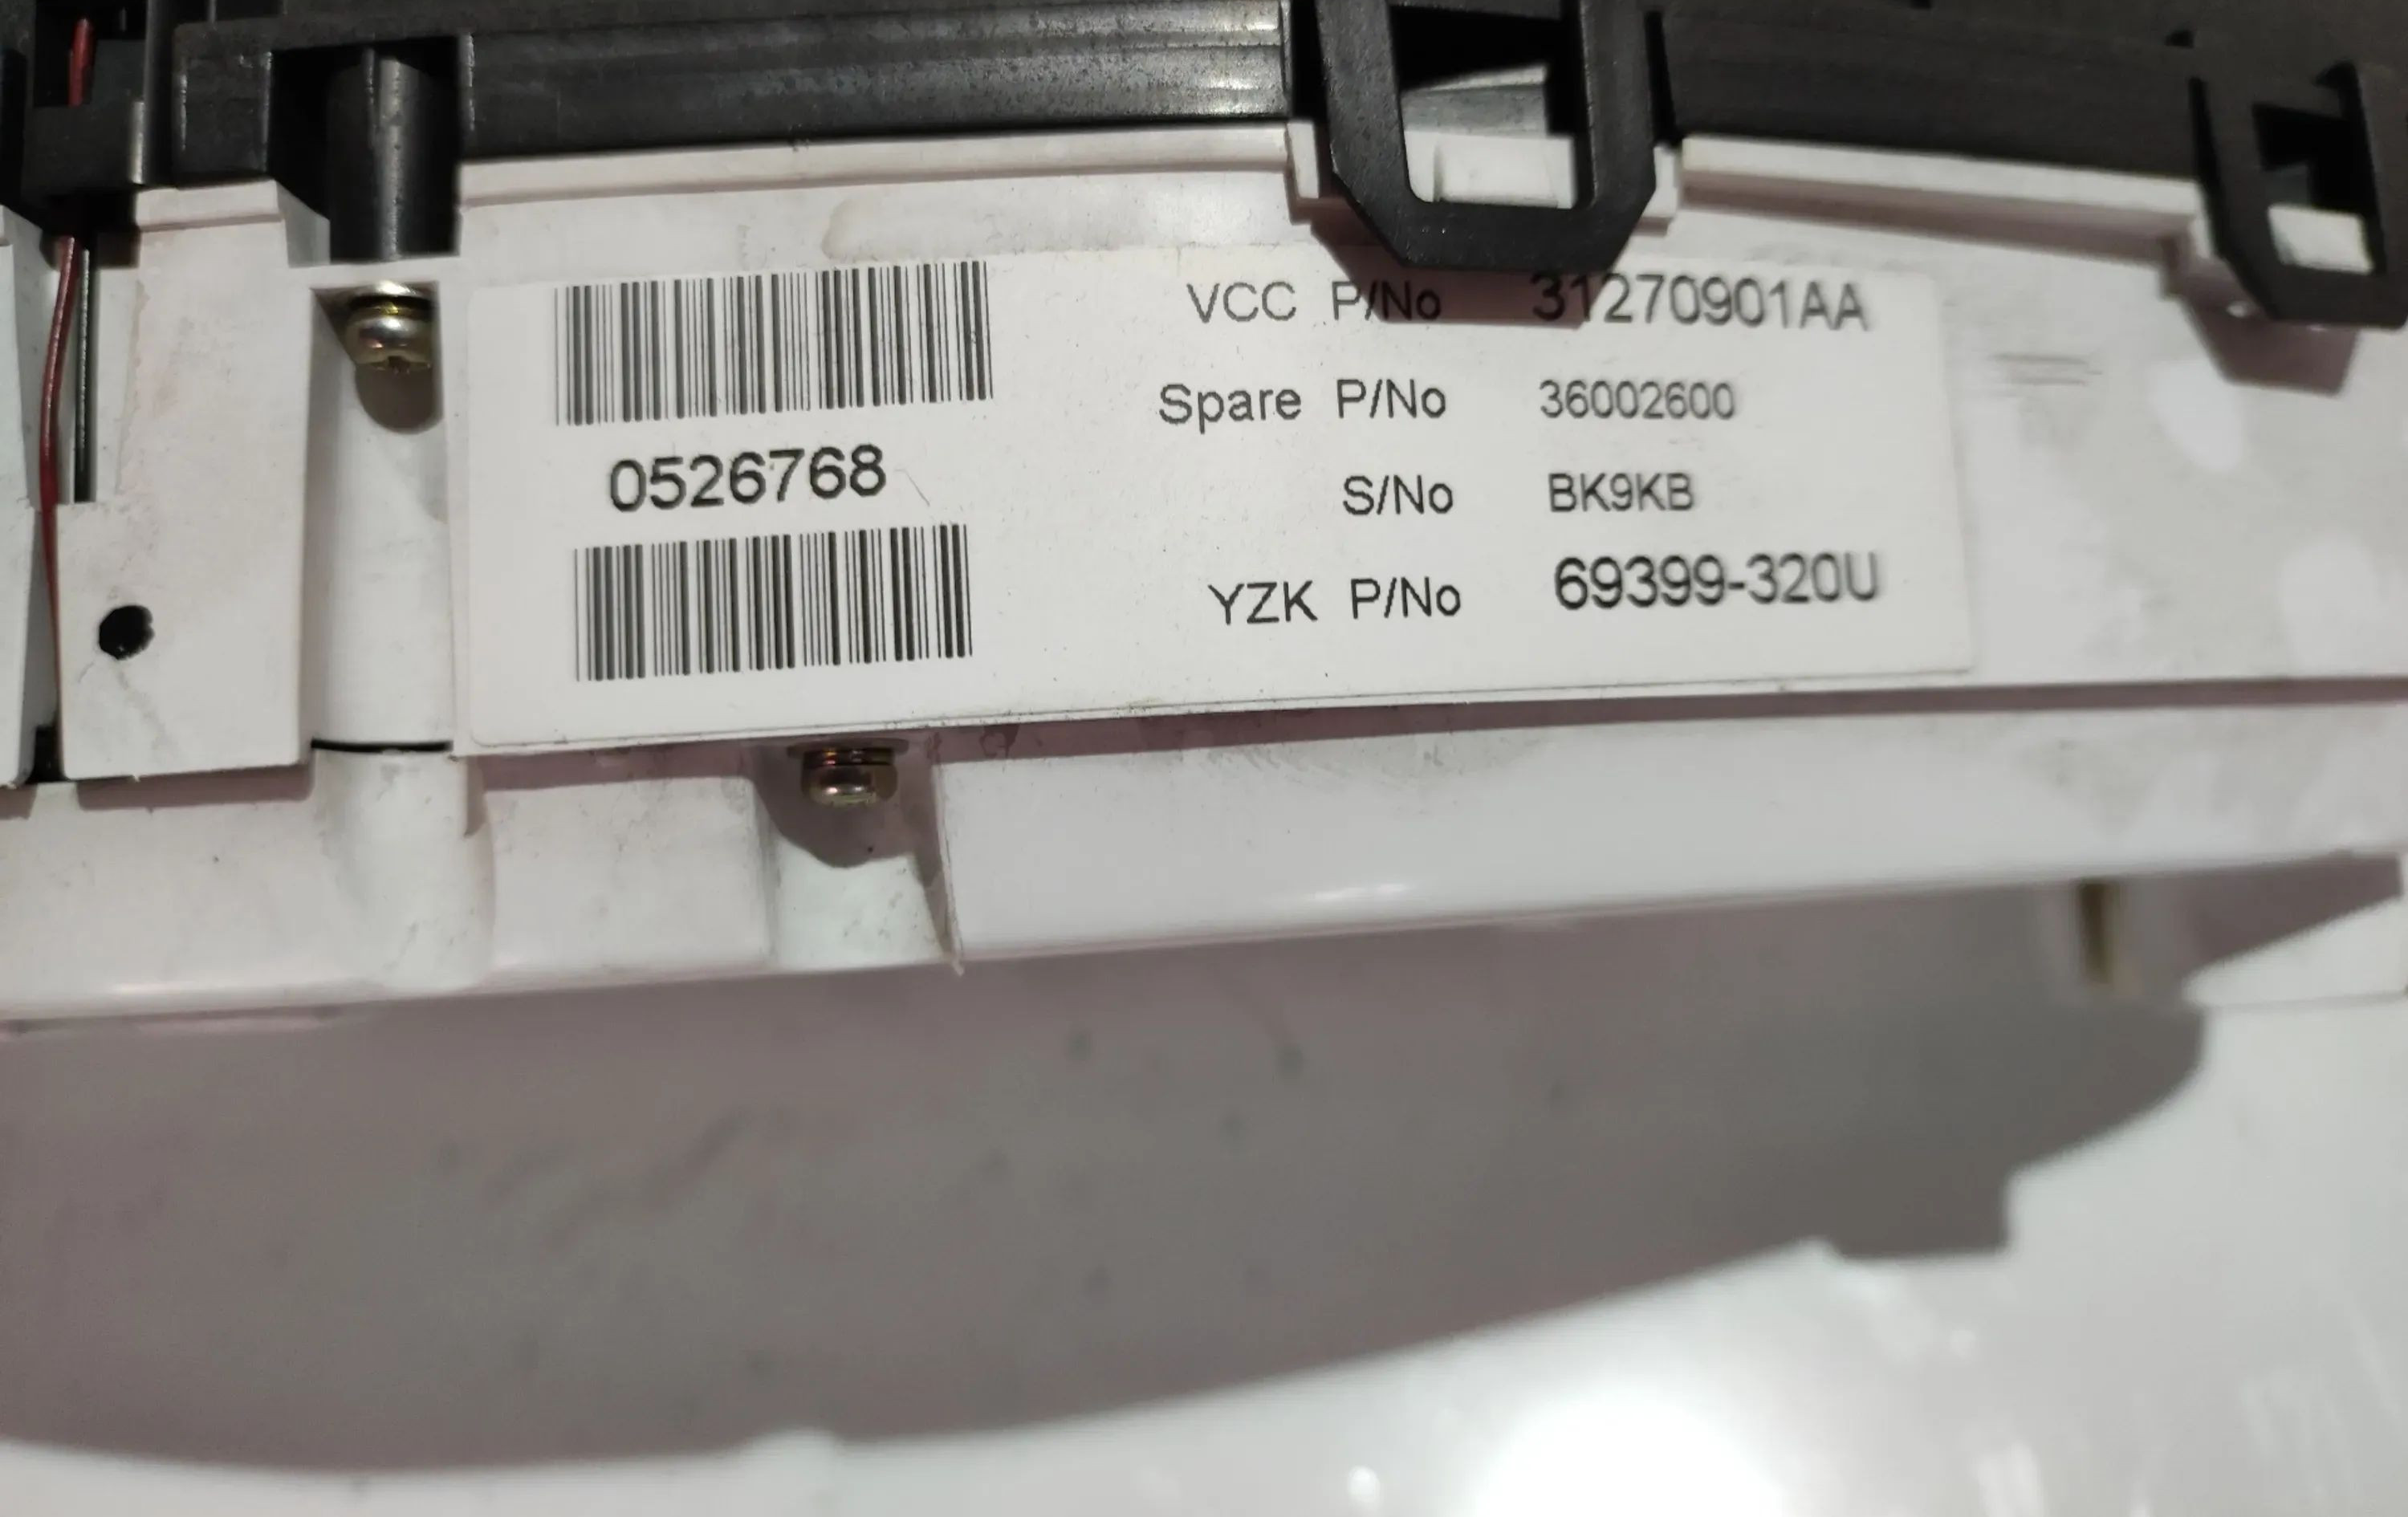 VCC P/No 31270901AA
Spare P/No 36002600
0526768
S/No BK9KB
YZK P/No 69399-320U